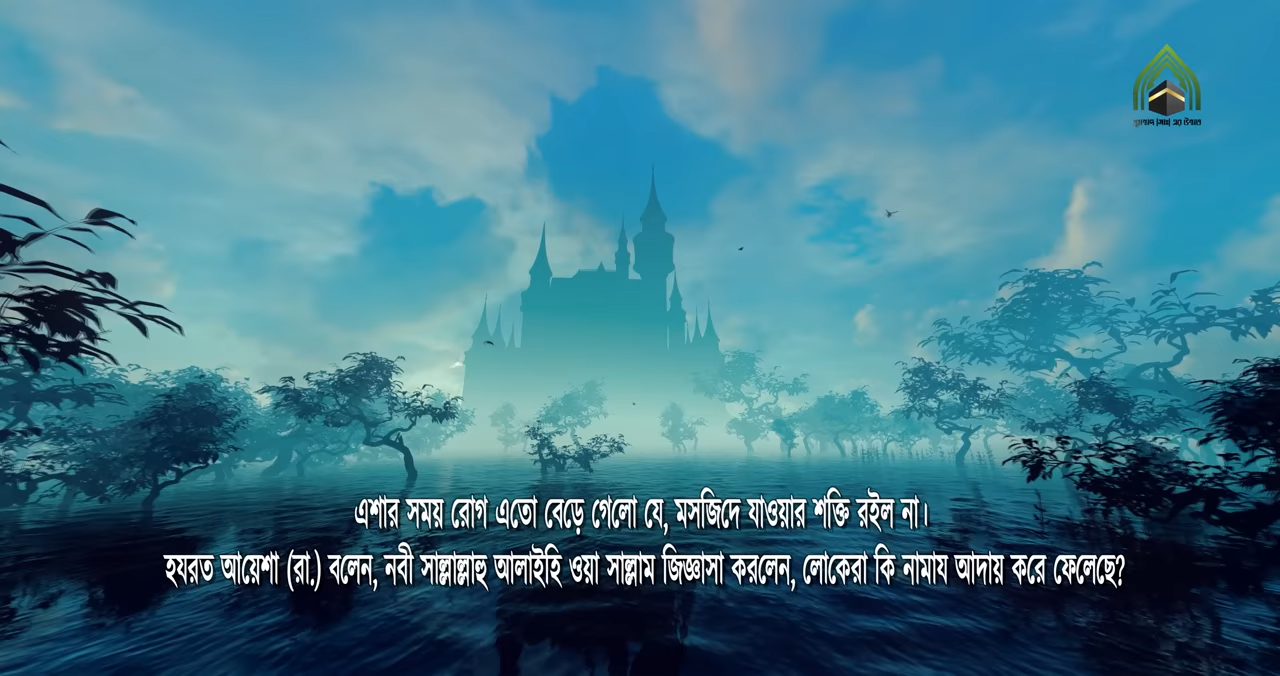 এশার সময় রোগ এতো বেড়ে গেলো যে, মসজিদে যাওয়ার শক্তি রইল না।
হযরত আয়েশা (রা.) বলেন, নবী সাল্লাল্লাহু আলাইহি ওয়া সাল্লাম জিজ্ঞাসা করলেন, লোকেরা কি নামায আদায় করে ফেলেছে?